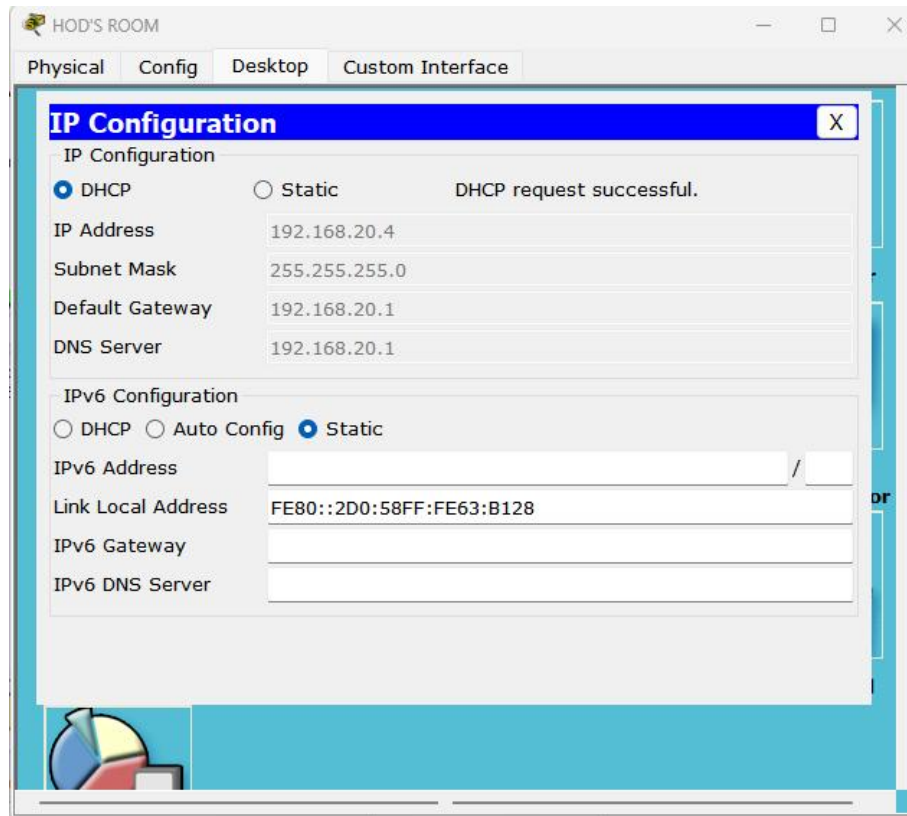 HOD'S ROOM
Physical Config Desktop Custom Interface
IP Configuration X
IP Configuration
DHCP Static DHCP request successful.
IP Address 192.168.20.4
Subnet Mask 255.255.255.0
Default Gateway 192.168.20.1
DNS Server 192.168.20.1
IPv6 Configuration
DHCP Auto Config Static
IPv6 Address /
Link Local Address FE80::2D0:58FF:FE63:B128
IPv6 Gateway
IPv6 DNS Server